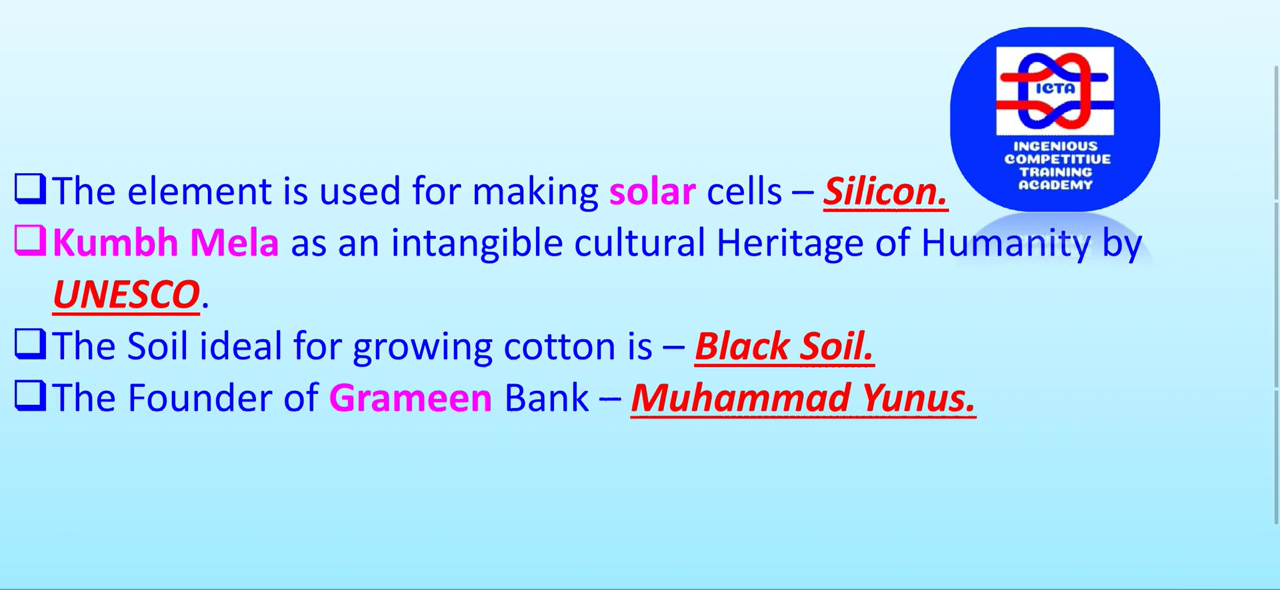 ICTA
INGENIOUS
COMPETITIVE
TRAINING
ACADEMY
❑The element is used for making solar cells – Silicon.
❑Kumbh Mela as an intangible cultural Heritage of Humanity by
UNESCO.
❑The Soil ideal for growing cotton is – Black Soil.
❑The Founder of Grameen Bank – Muhammad Yunus.